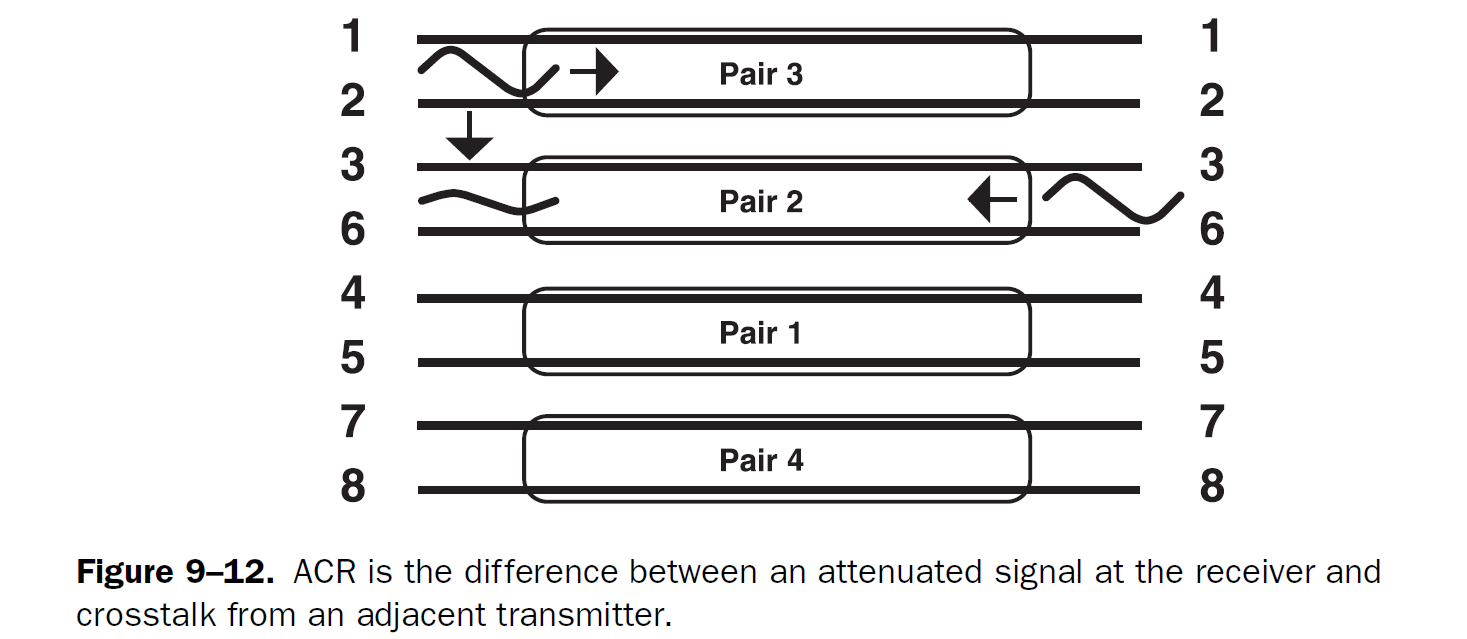 1 1
Pair 3
2 2
3 3
Pair 2
6 6
4 4
Pair 1
5 5
7 7
Pair 4
8 8
Figure 9–12. ACR is the difference between an attenuated signal at the receiver and
crosstalk from an adjacent transmitter.